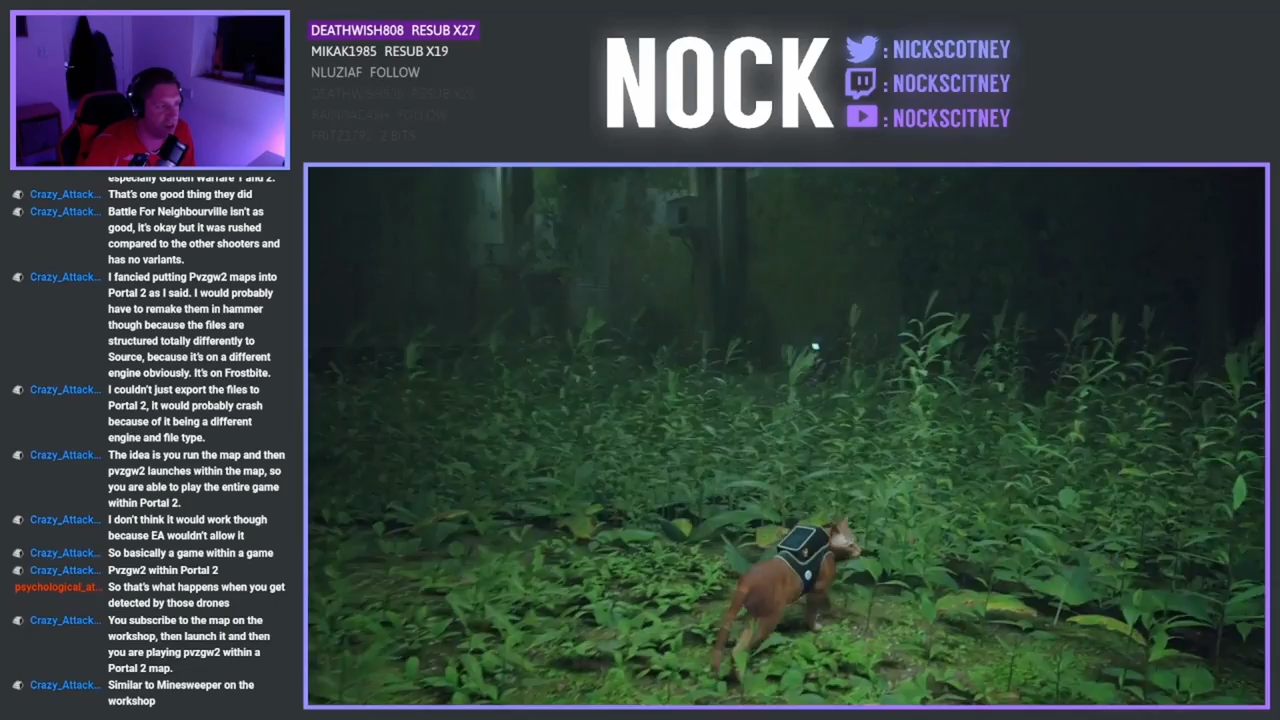 DEATHWISH808 RESUB X27
MIKAK1985 RESUB X19
NLUZIAF FOLLOW
NOCK
: NICKSCOTNEY
: NOCKSCITNEY
: NOCKSCITNEY
especially Garden Warfare 1 and 2.
Crazy_Attack... That's one good thing they did
Crazy_Attack... Battle For Neighbourville isn't as
good, it's okay but it was rushed
compared to the other shooters and
has no variants.
Crazy_Attack... I fancied putting Pvzgw2 maps into
Portal 2 as I said. I would probably
have to remake them in hammer
though because the files are
structured totally differently to
Source, because it's on a different
engine obviously. It's on Frostbite.
Crazy_Attack... I couldn't just export the files to
Portal 2, it would probably crash
because of it being a different
engine and file type.
Crazy_Attack... The idea is you run the map and then
pvzgw2 launches within the map, so
you are able to play the entire game
within Portal 2.
Crazy_Attack... I don't think it would work though
because EA wouldn't allow it
Crazy_Attack... So basically a game within a game
Crazy_Attack... Pvzgw2 within Portal 2
psychological_at... So that's what happens when you get
detected by those drones
Crazy_Attack... You subscribe to the map on the
workshop, then launch it and then
you are playing pvzgw2 within a
Portal 2 map.
Crazy_Attack... Similar to Minesweeper on the
workshop